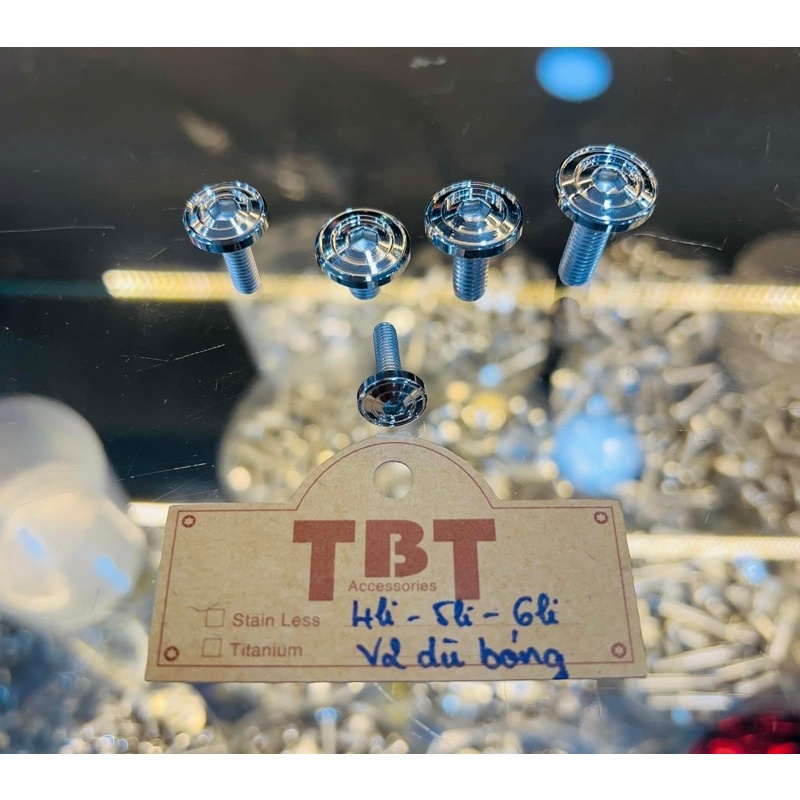 TBT
Accessories
Stain Less 4li - 5li - 6li
Titanium V2 dù bóng